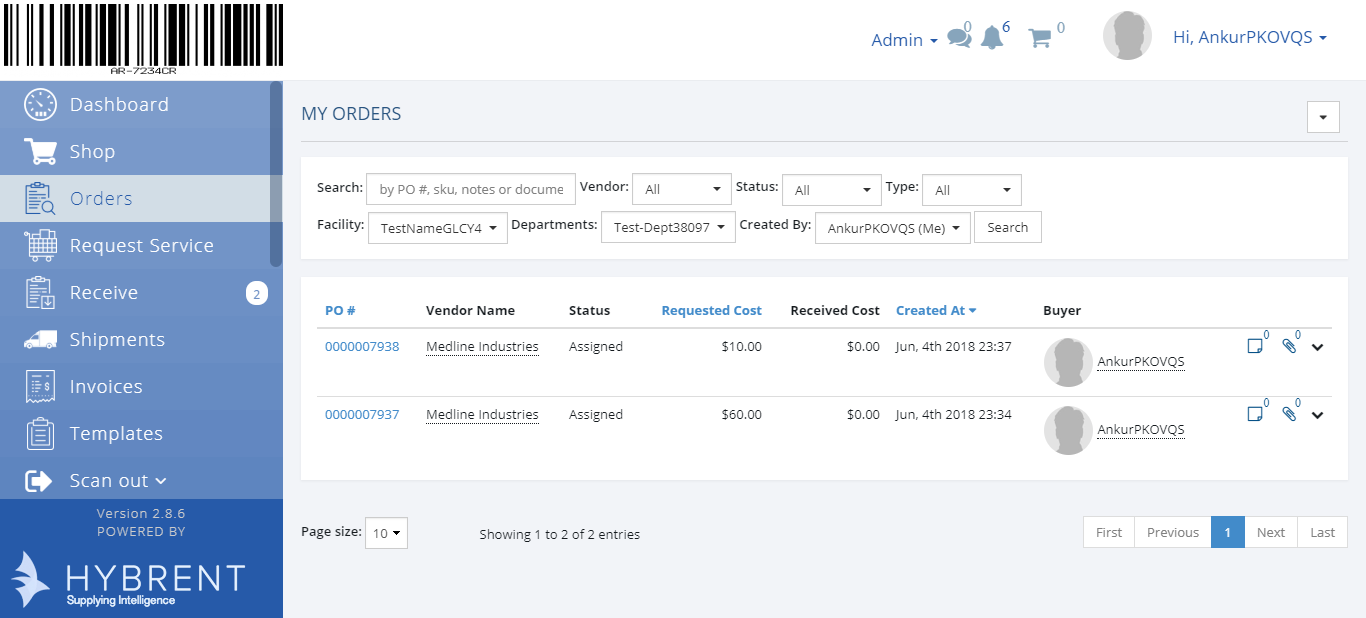 AR-7234CR
Admin 0 6 0 Hi, AnkurPKOVQS
Dashboard
Shop
Orders
Request Service
Receive 2
Shipments
Invoices
Templates
Scan out
Version 2.8.6
POWERED BY
HYBRENT
Supplying Intelligence
MY ORDERS
Search: by PO #, sku, notes or docume Vendor: All Status: All Type: All
Facility: TestNameGLCY4 Departments: Test-Dept38097 Created By: AnkurPKOVQS (Me) Search
PO # Vendor Name Status Requested Cost Received Cost Created At Buyer
0000007938 Medline Industries Assigned $10.00 $0.00 Jun, 4th 2018 23:37 AnkurPKOVQS 0 0
0000007937 Medline Industries Assigned $60.00 $0.00 Jun, 4th 2018 23:34 AnkurPKOVQS 0 0
Page size: 10 Showing 1 to 2 of 2 entries First Previous 1 Next Last